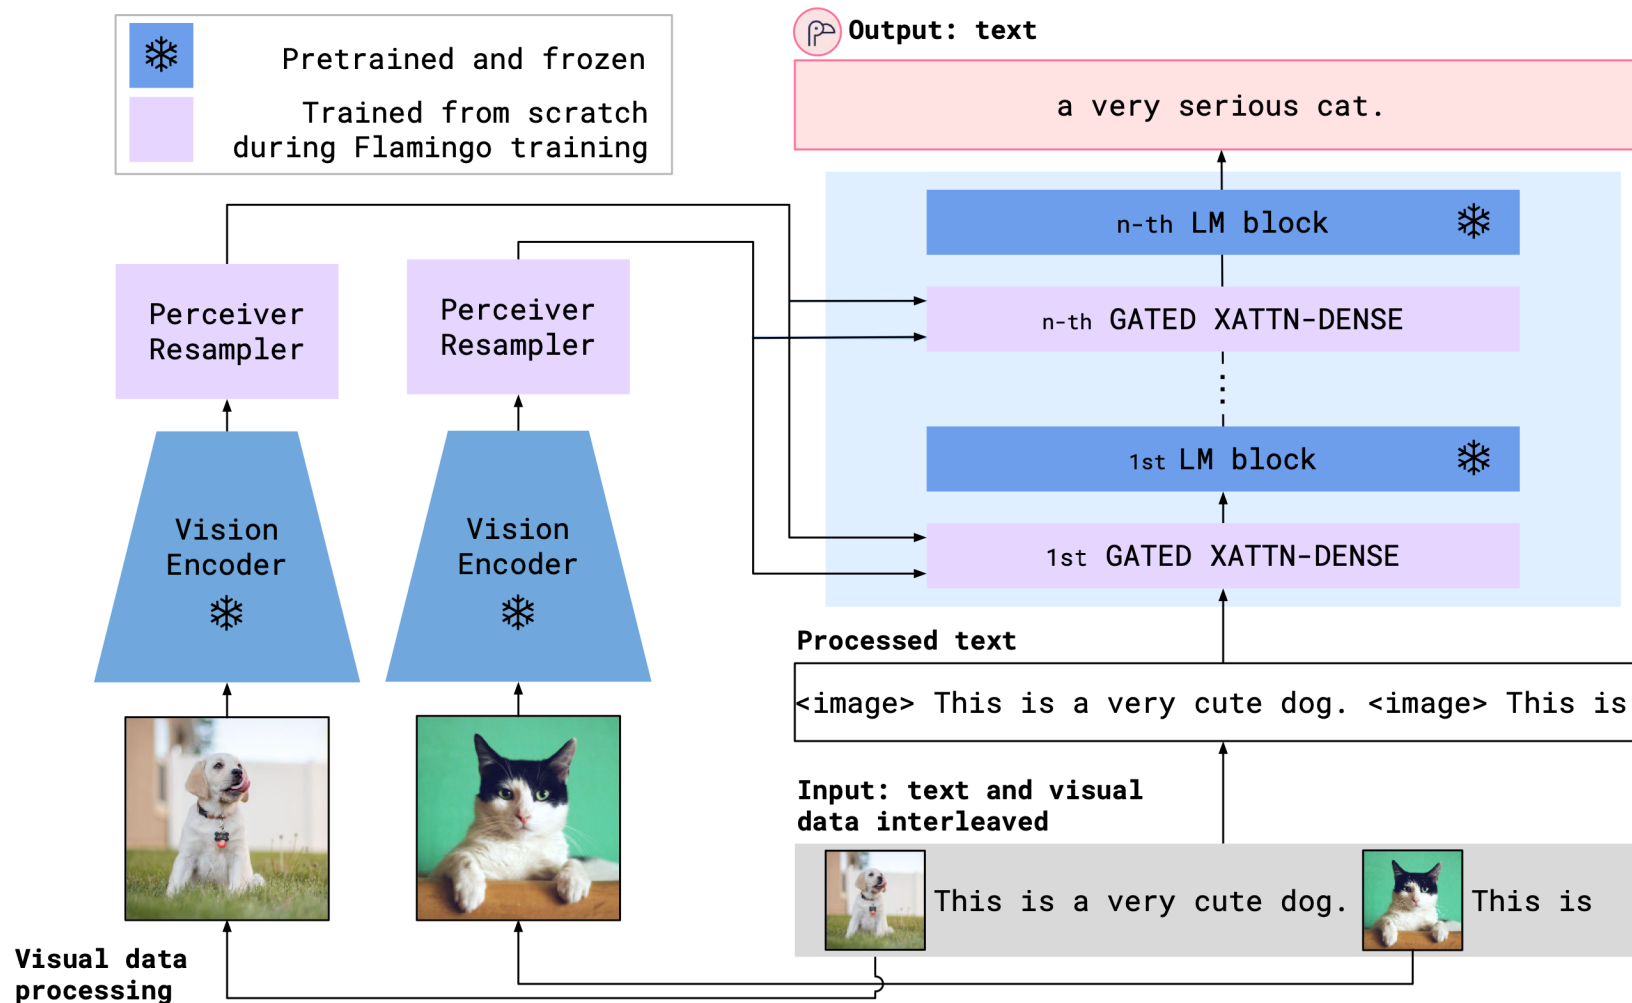 Pretrained and frozen
Trained from scratch
during Flamingo training
Output: text
a very serious cat.
n-th LM block
n-th GATED XATTN-DENSE
1st LM block
1st GATED XATTN-DENSE
Perceiver
Resampler
Perceiver
Resampler
Vision
Encoder
Vision
Encoder
Processed text
<image> This is a very cute dog. <image> This is
Input: text and visual
data interleaved
This is a very cute dog.
This is
Visual data
processing